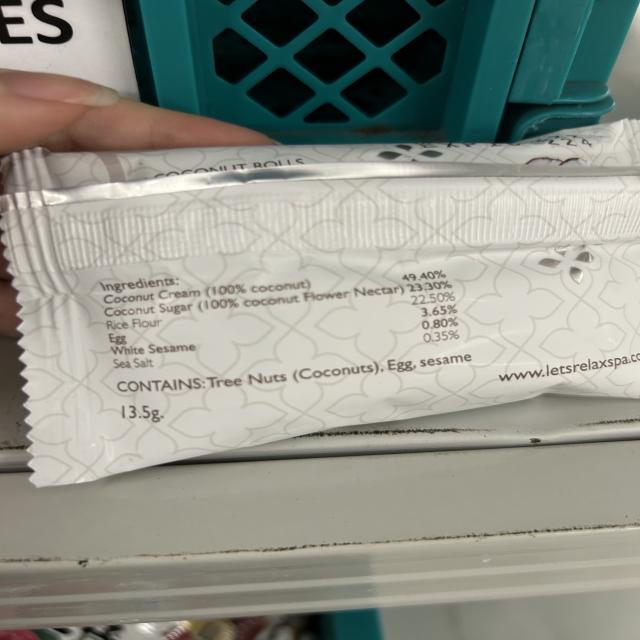 ES
COCONUT ROLLS
Ingredients:
Coconut Cream (100% coconut) 49.40%
Coconut Sugar (100% coconut Flower Nectar) 23.30%
Rice Flour 22.50%
Egg 3.65%
White Sesame 0.80%
Sea Salt 0.35%
CONTAINS: Tree Nuts (Coconuts), Egg, sesame
13.5g.
www.letsrelaxspa.co